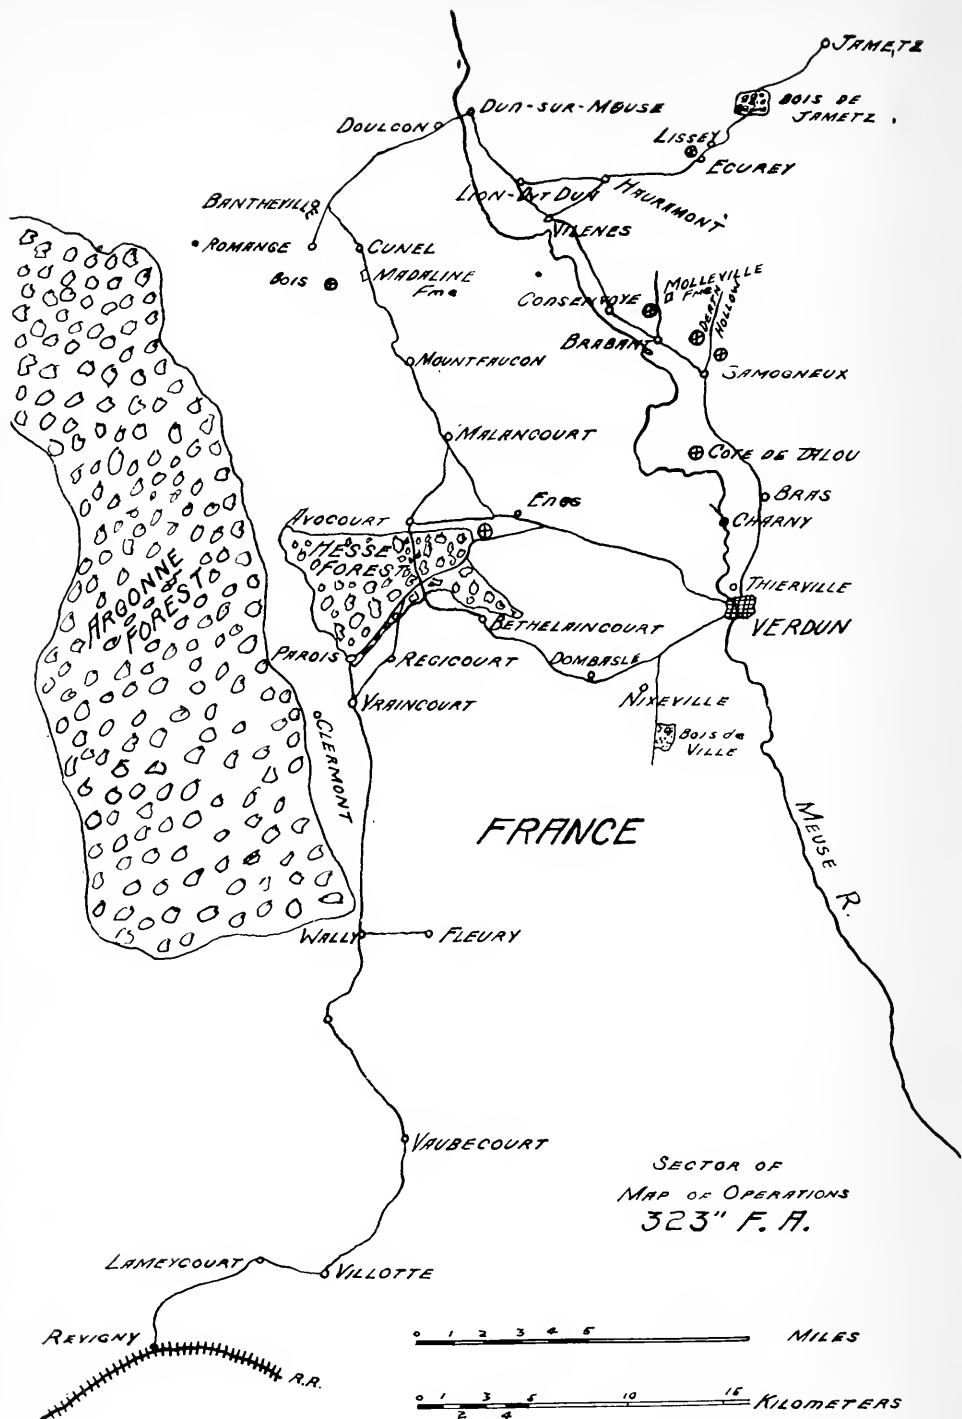 JAMETZ
BOIS DE
JAMETZ
DUN-SUR-MEUSE
DOULCON
LISSEY
ECUREY
LION-DIT DUN
HAURAMONT
BANTHEVILLE
VILENES
ROMANGE
CUNEL
BOIS
MADALINE
FME
MOLLEVILLE
FME
DEATH
HOLLOW
CONSENVOYE
BRABANT
MOUNTFAUCON
SAMOGNEUX
MALANCOURT
COTE DE TALOU
BRAS
ENES
AVOCOURT
CHARNY
HESSE
FOREST
ARGONNE
FOREST
THIERVILLE
VERDUN
BETHELAINCOURT
PAROIS
RECICOURT
DOMBASLE
VRAINCOURT
NIXEVILLE
CLERMONT
BOIS de
VILLE
FRANCE
MEUSE R.
WALLY
FLEURY
VAUBECOURT
SECTOR OF
MAP OF OPERATIONS
323" F. A.
LAMEYCOURT
VILLOTTE
REVIGNY
R.R.
0 1 2 3 4 5
MILES
0 1 2 3 4 5 10 15
KILOMETERS